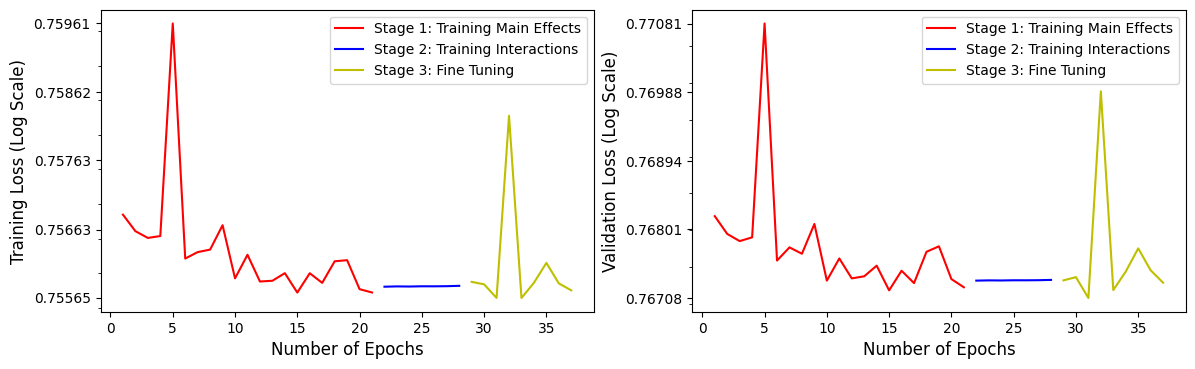 Training Loss (Log Scale)
0.75961
0.75862
0.75763
0.75663
0.75565
0 5 10 15 20 25 30 35
Number of Epochs
Stage 1: Training Main Effects
Stage 2: Training Interactions
Stage 3: Fine Tuning
Validation Loss (Log Scale)
0.77081
0.76988
0.76894
0.76801
0.76708
0 5 10 15 20 25 30 35
Number of Epochs
Stage 1: Training Main Effects
Stage 2: Training Interactions
Stage 3: Fine Tuning